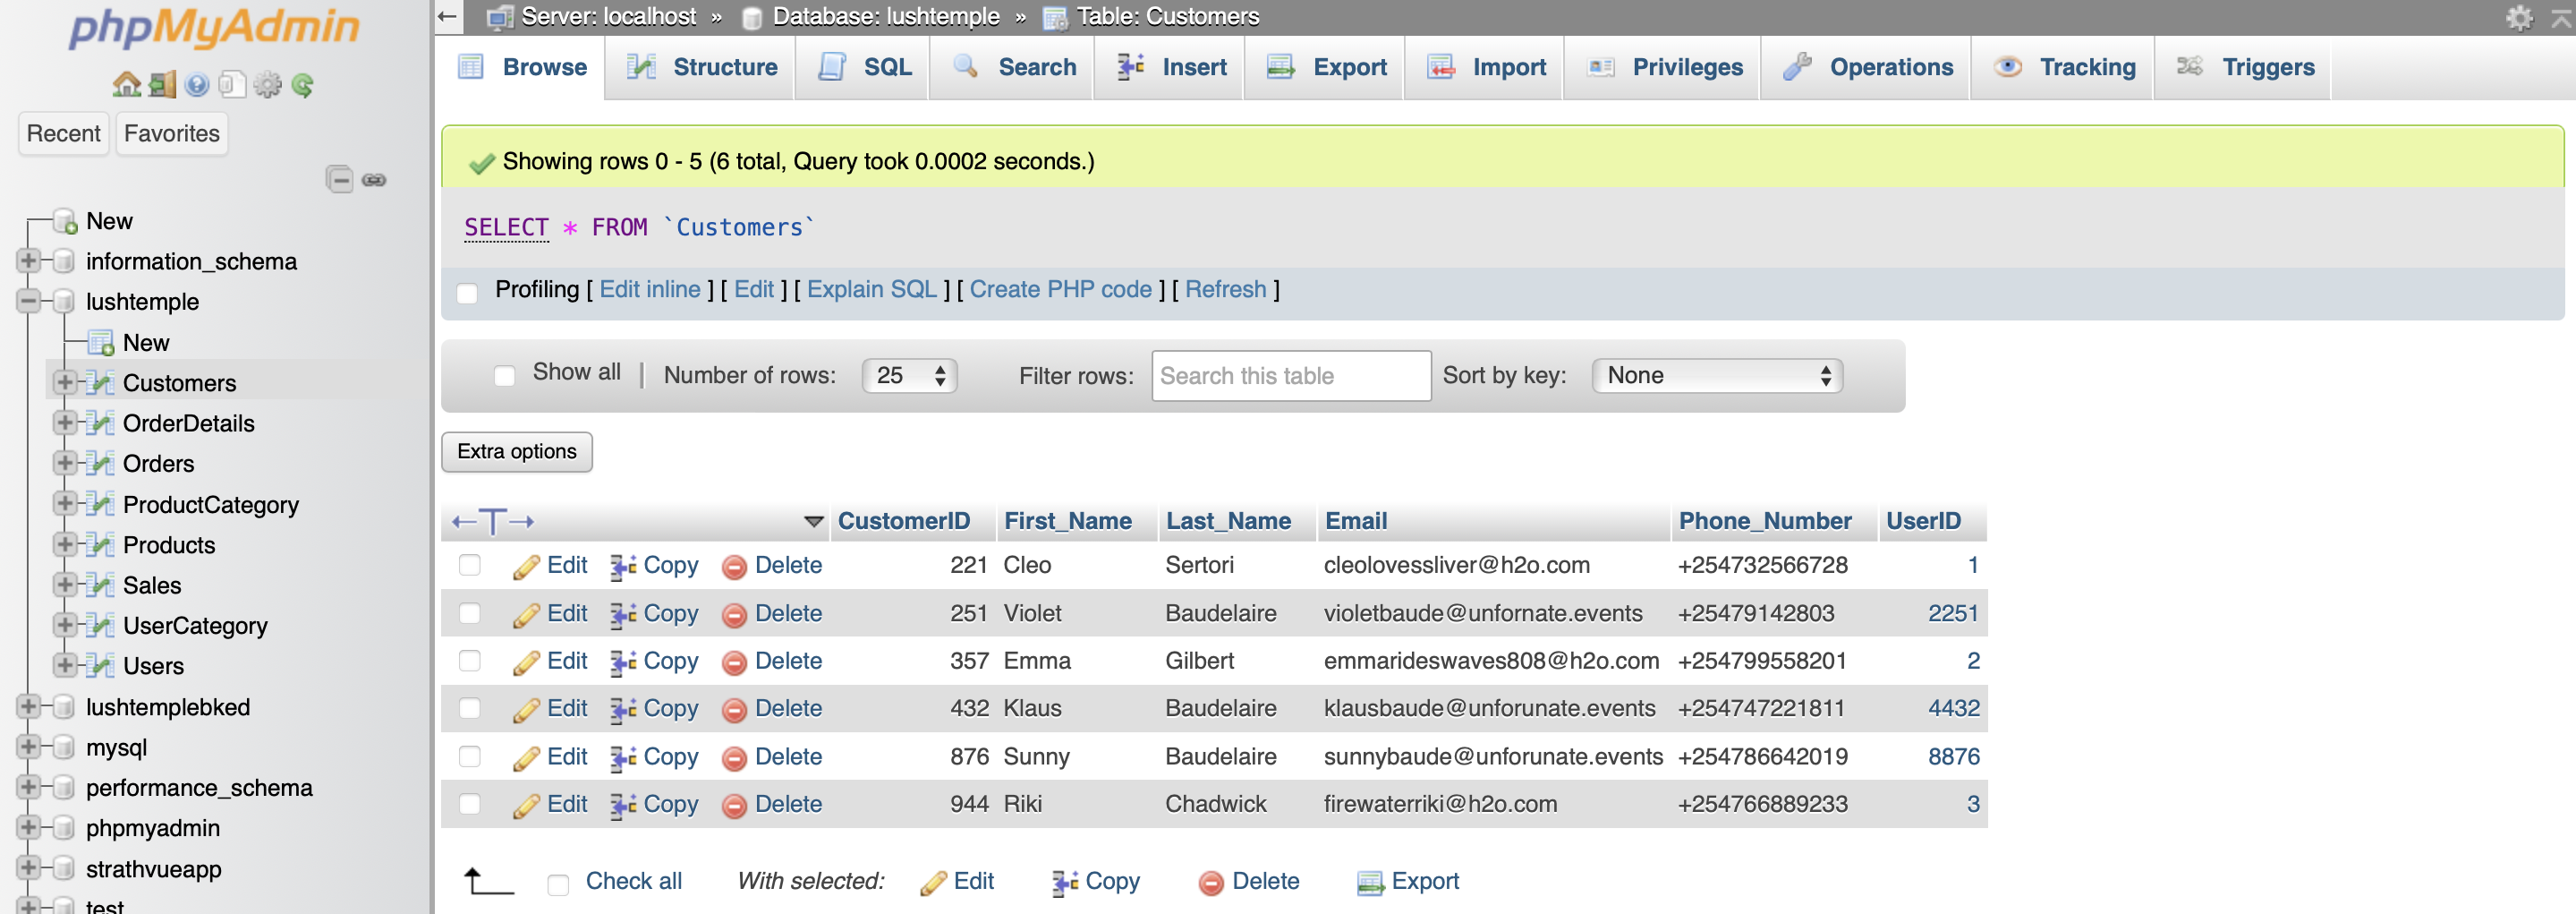 phpMyAdmin
Recent Favorites
New
information_schema
lushtemple
New
Customers
OrderDetails
Orders
ProductCategory
Products
Sales
UserCategory
Users
lushtemplebked
mysql
performance_schema
phpmyadmin
strathvueapp
test
Server: localhost » Database: lushtemple » Table: Customers
Browse Structure SQL Search Insert Export Import Privileges Operations Tracking Triggers
Showing rows 0 - 5 (6 total, Query took 0.0002 seconds.)
SELECT * FROM `Customers`
Profiling [ Edit inline ] [ Edit ] [ Explain SQL ] [ Create PHP code ] [ Refresh ]
Show all | Number of rows: 25 Filter rows: Search this table Sort by key: None
Extra options
←T→ CustomerID First_Name Last_Name Email Phone_Number UserID
Edit Copy Delete 221 Cleo Sertori cleolovessliver@h2o.com +254732566728 1
Edit Copy Delete 251 Violet Baudelaire violetbaude@unfornate.events +25479142803 2251
Edit Copy Delete 357 Emma Gilbert emmarideswaves808@h2o.com +254799558201 2
Edit Copy Delete 432 Klaus Baudelaire klausbaude@unforunate.events +254747221811 4432
Edit Copy Delete 876 Sunny Baudelaire sunnybaude@unforunate.events +254786642019 8876
Edit Copy Delete 944 Riki Chadwick firewaterriki@h2o.com +254766889233 3
Check all With selected: Edit Copy Delete Export